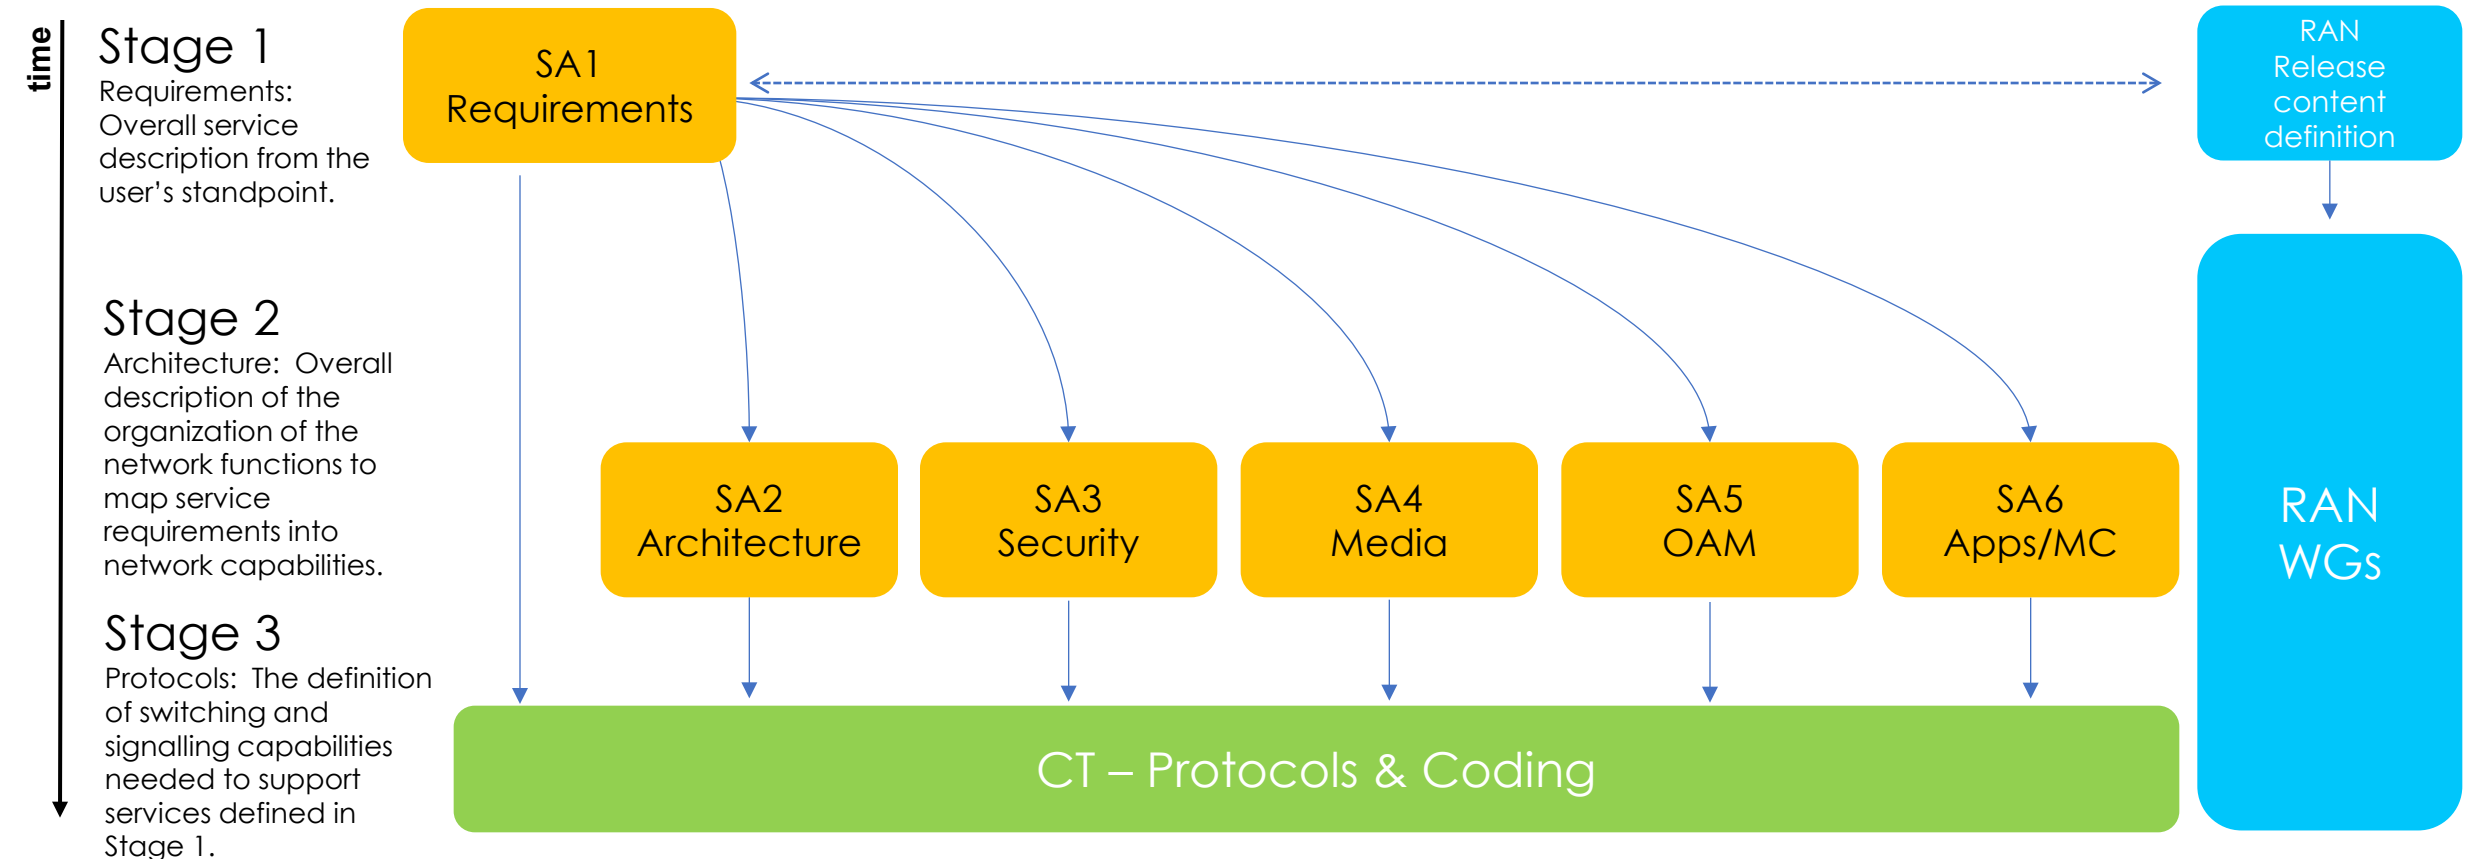 time
Stage 1
Requirements:
Overall service
description from the
user's standpoint.
Stage 2
Architecture:  Overall
description of the
organization of the
network functions to
map service
requirements into
network capabilities.
Stage 3
Protocols:  The definition
of switching and
signalling capabilities
needed to support
services defined in
Stage 1.
SA1
Requirements
RAN
Release
content
definition
SA2
Architecture
SA3
Security
SA4
Media
SA5
OAM
SA6
Apps/MC
RAN
WGs
CT – Protocols & Coding